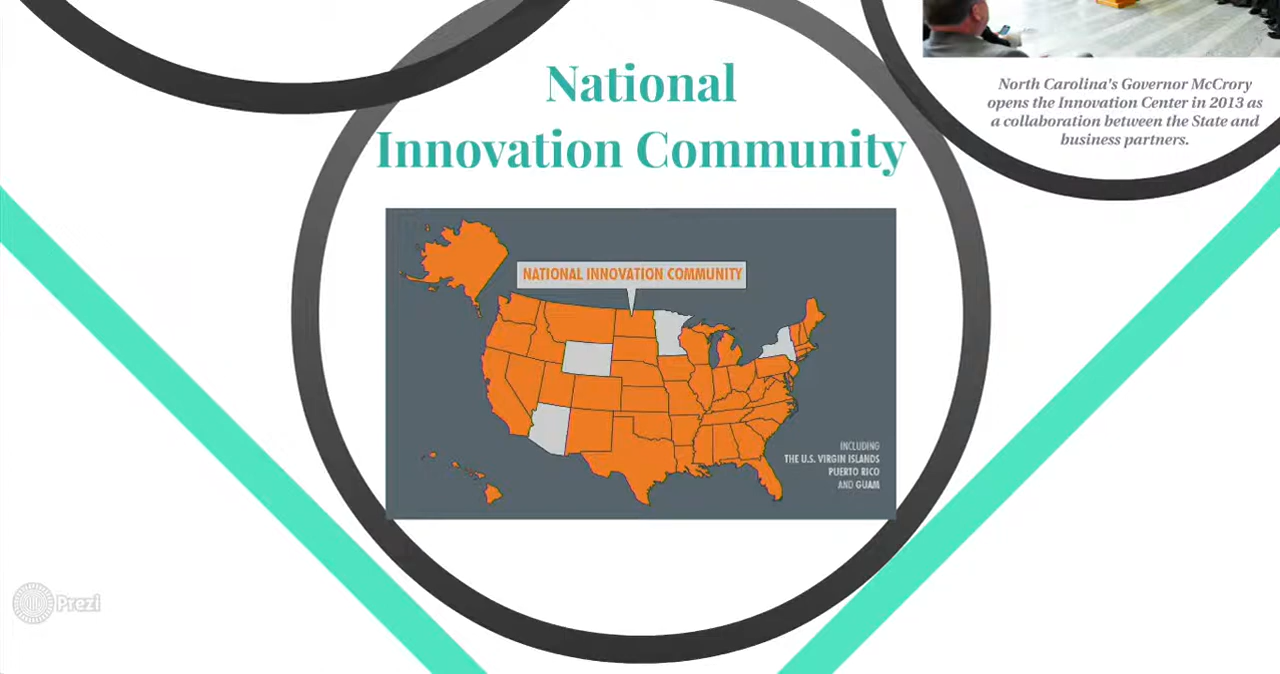 National
Innovation Community
North Carolina's Governor McCrory
opens the Innovation Center in 2013 as
a collaboration between the State and
business partners.
NATIONAL INNOVATION COMMUNITY
INCLUDING
THE U.S. VIRGIN ISLANDS
PUERTO RICO
AND GUAM
Prezi